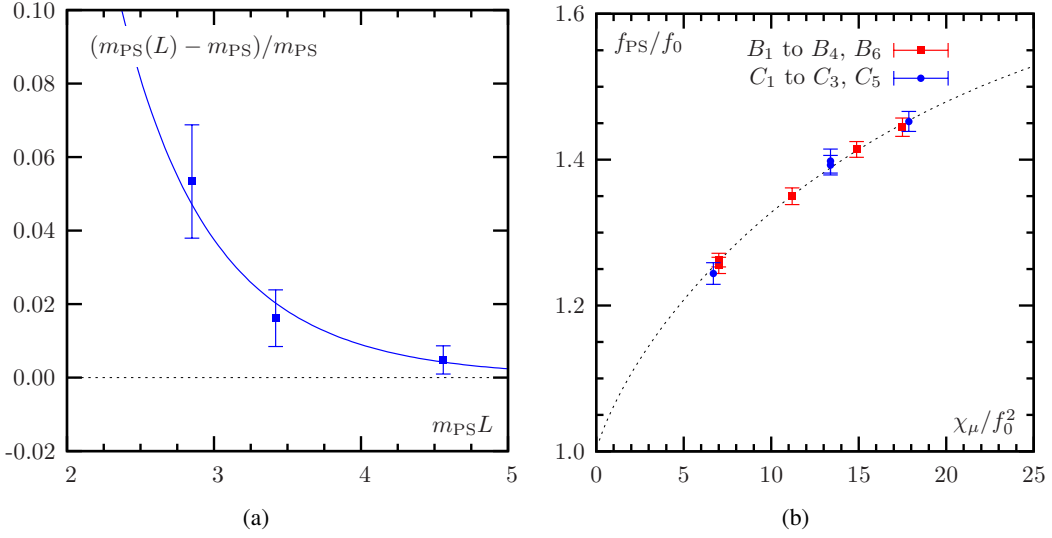 (m_PS(L) − m_PS)/m_PS
0.10
0.08
0.06
0.04
0.02
0.00
-0.02
2 3 4 5
m_PS L
(a)
f_PS/f_0
B_1 to B_4, B_6
C_1 to C_3, C_5
1.6
1.4
1.2
1.0
0 5 10 15 20 25
χ_μ/f_0^2
(b)